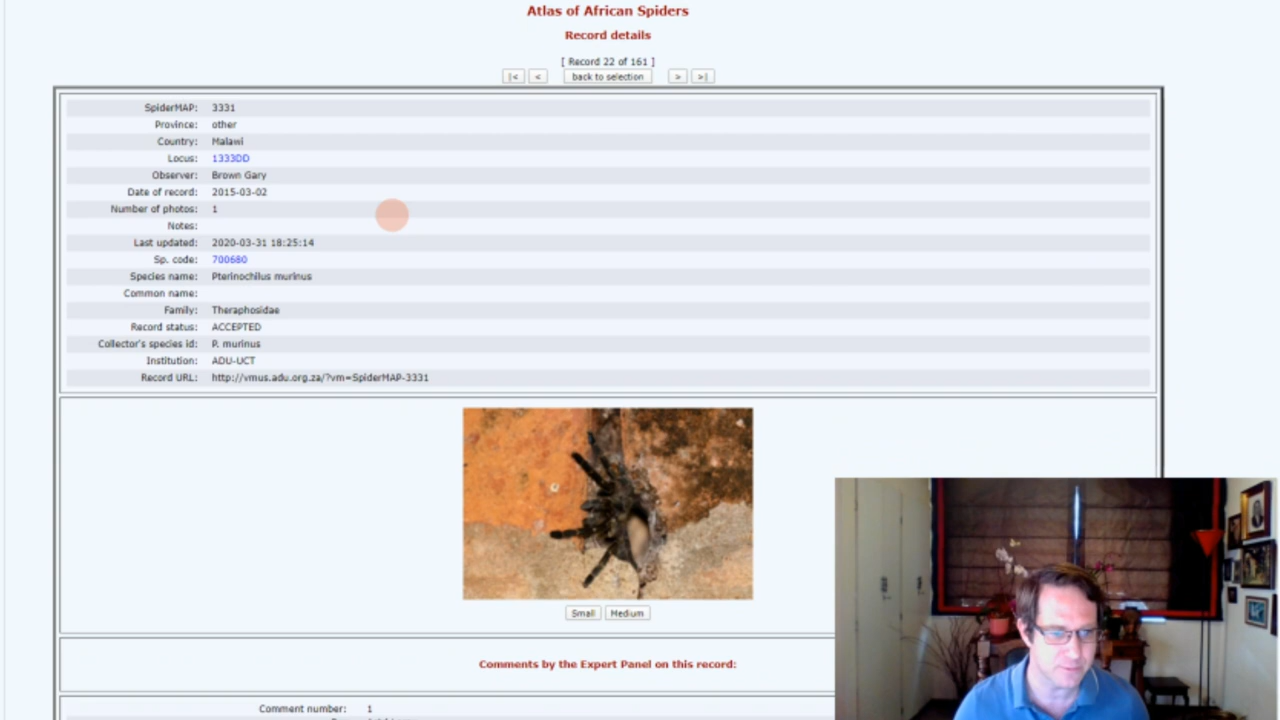 Atlas of African Spiders
Record details
[ Record 22 of 161 ]
|< < back to selection > >|
SpiderMAP: 3331
Province: other
Country: Malawi
Locus: 1333DD
Observer: Brown Gary
Date of record: 2015-03-02
Number of photos: 1
Notes:
Last updated: 2020-03-31 18:25:14
Sp. code: 700680
Species name: Pterinochilus murinus
Common name:
Family: Theraphosidae
Record status: ACCEPTED
Collector's species id: P. murinus
Institution: ADU-UCT
Record URL: http://vmus.adu.org.za/?vm=SpiderMAP-3331
Small Medium
Comments by the Expert Panel on this record:
Comment number: 1